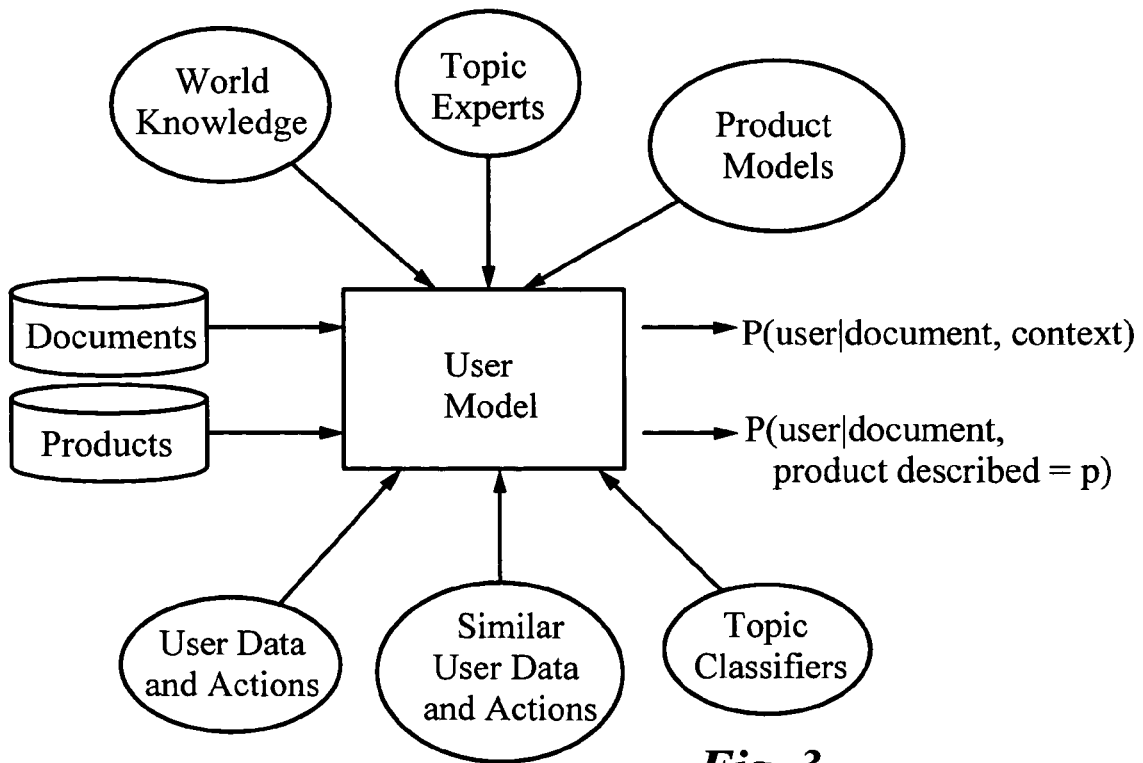 World
Knowledge
Topic
Experts
Product
Models
Documents
Products
User
Model
P(user|document, context)
P(user|document,
product described = p)
User Data
and Actions
Similar
User Data
and Actions
Topic
Classifiers
Fig. 3